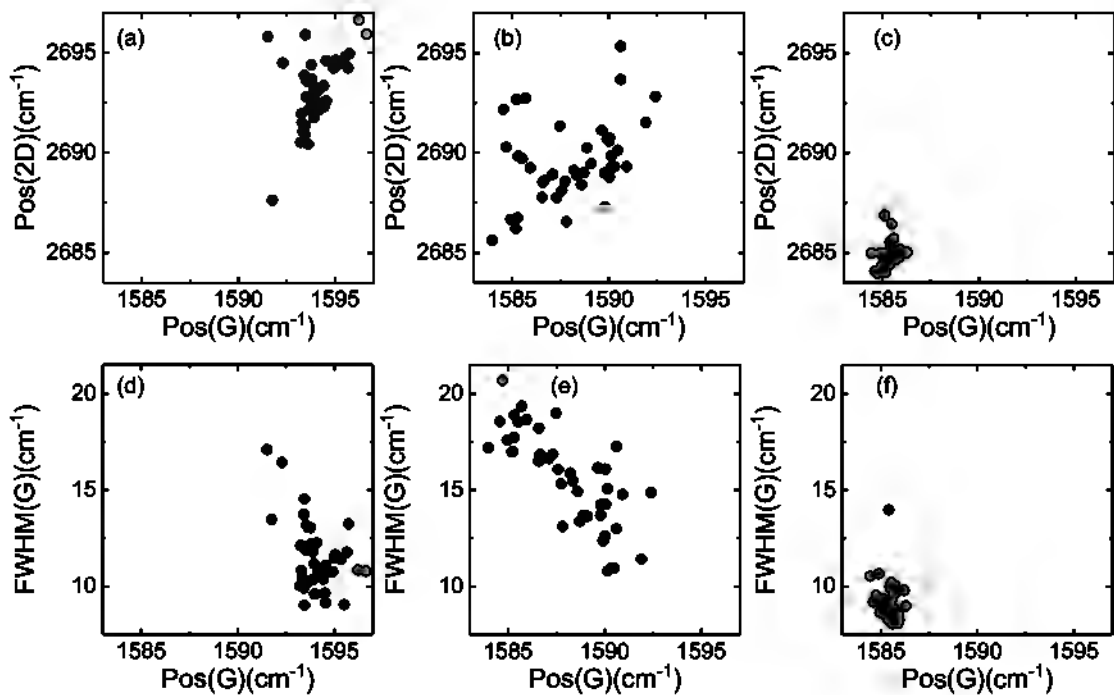 (a)
2695
2690
2685
Pos(2D)(cm⁻¹)
1585 1590 1595
Pos(G)(cm⁻¹)
(b)
2695
2690
2685
Pos(2D)(cm⁻¹)
1585 1590 1595
Pos(G)(cm⁻¹)
(c)
2695
2690
2685
Pos(2D)(cm⁻¹)
1585 1590 1595
Pos(G)(cm⁻¹)
(d)
20
15
10
FWHM(G)(cm⁻¹)
1585 1590 1595
Pos(G)(cm⁻¹)
(e)
20
15
10
FWHM(G)(cm⁻¹)
1585 1590 1595
Pos(G)(cm⁻¹)
(f)
20
15
10
FWHM(G)(cm⁻¹)
1585 1590 1595
Pos(G)(cm⁻¹)